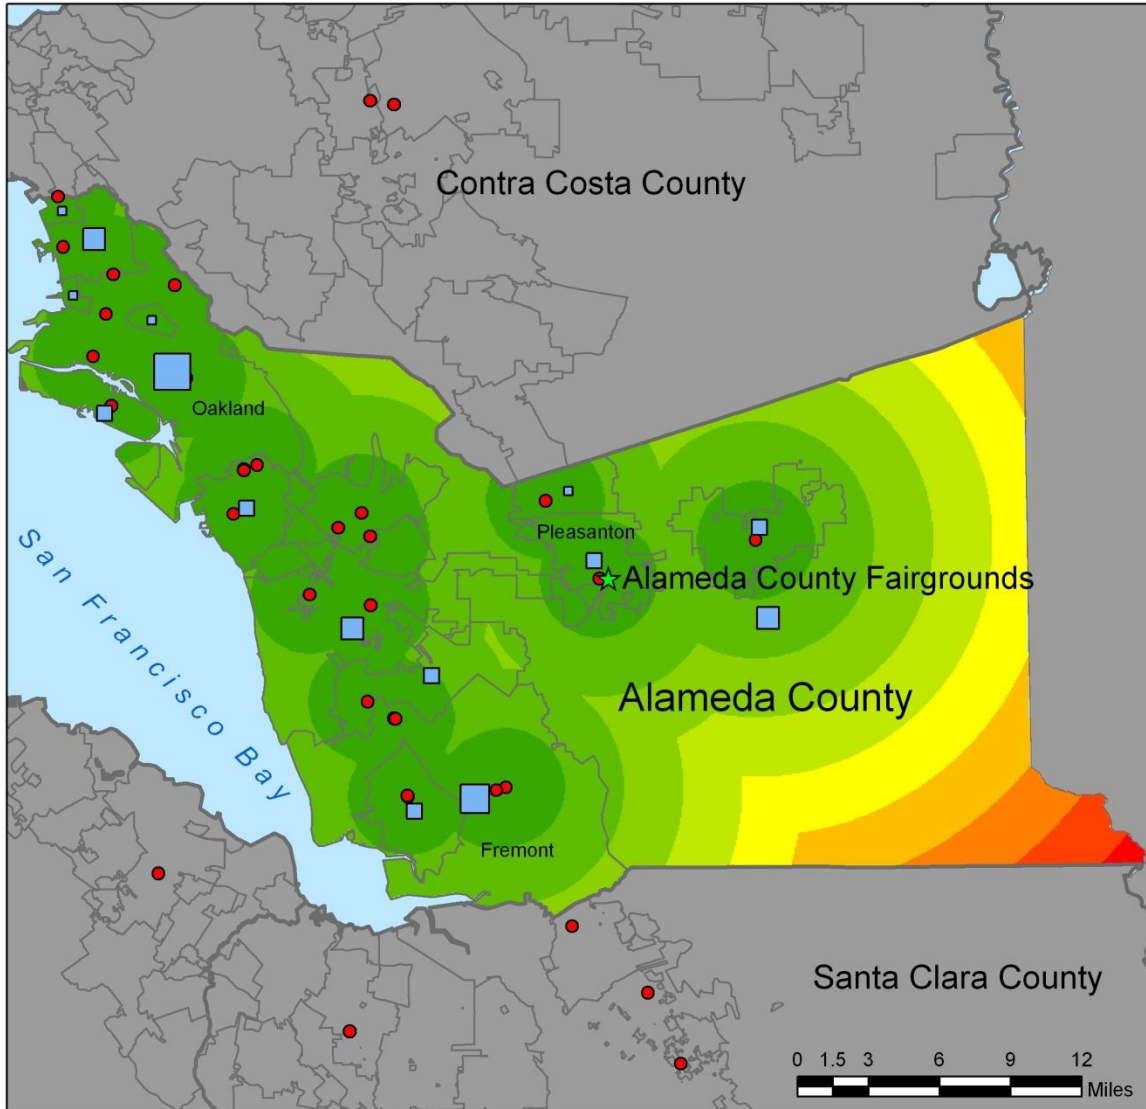 Contra Costa County
Oakland
Pleasanton
Alameda County Fairgrounds
San Francisco Bay
Alameda County
Fremont
Santa Clara County
0 1.5 3 6 9 12
Miles